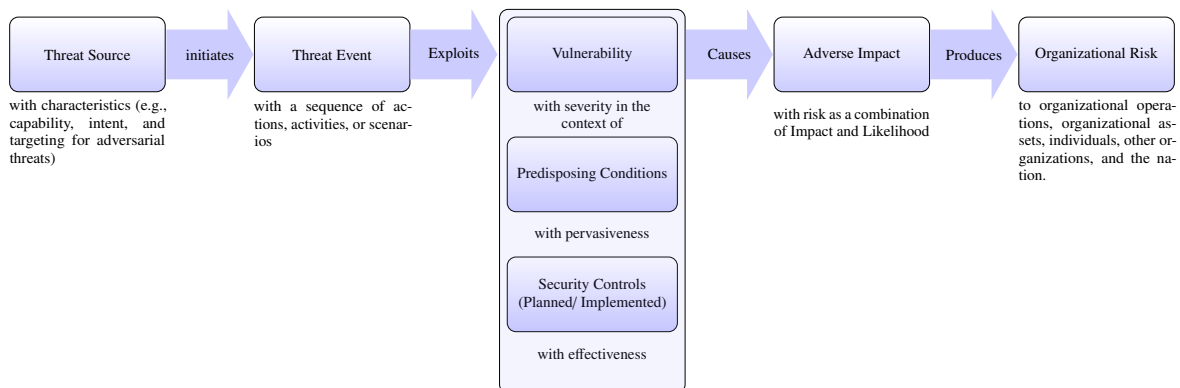 Threat Source
initiates
Threat Event
Exploits
Vulnerability
Causes
Adverse Impact
Produces
Organizational Risk
with characteristics (e.g.,
capability, intent, and
targeting for adversarial
threats)
with a sequence of ac-
tions, activities, or scenar-
ios
with severity in the
context of
Predisposing Conditions
with pervasiveness
Security Controls
(Planned/ Implemented)
with effectiveness
with risk as a combination
of Impact and Likelihood
to organizational opera-
tions, organizational as-
sets, individuals, other or-
ganizations, and the na-
tion.